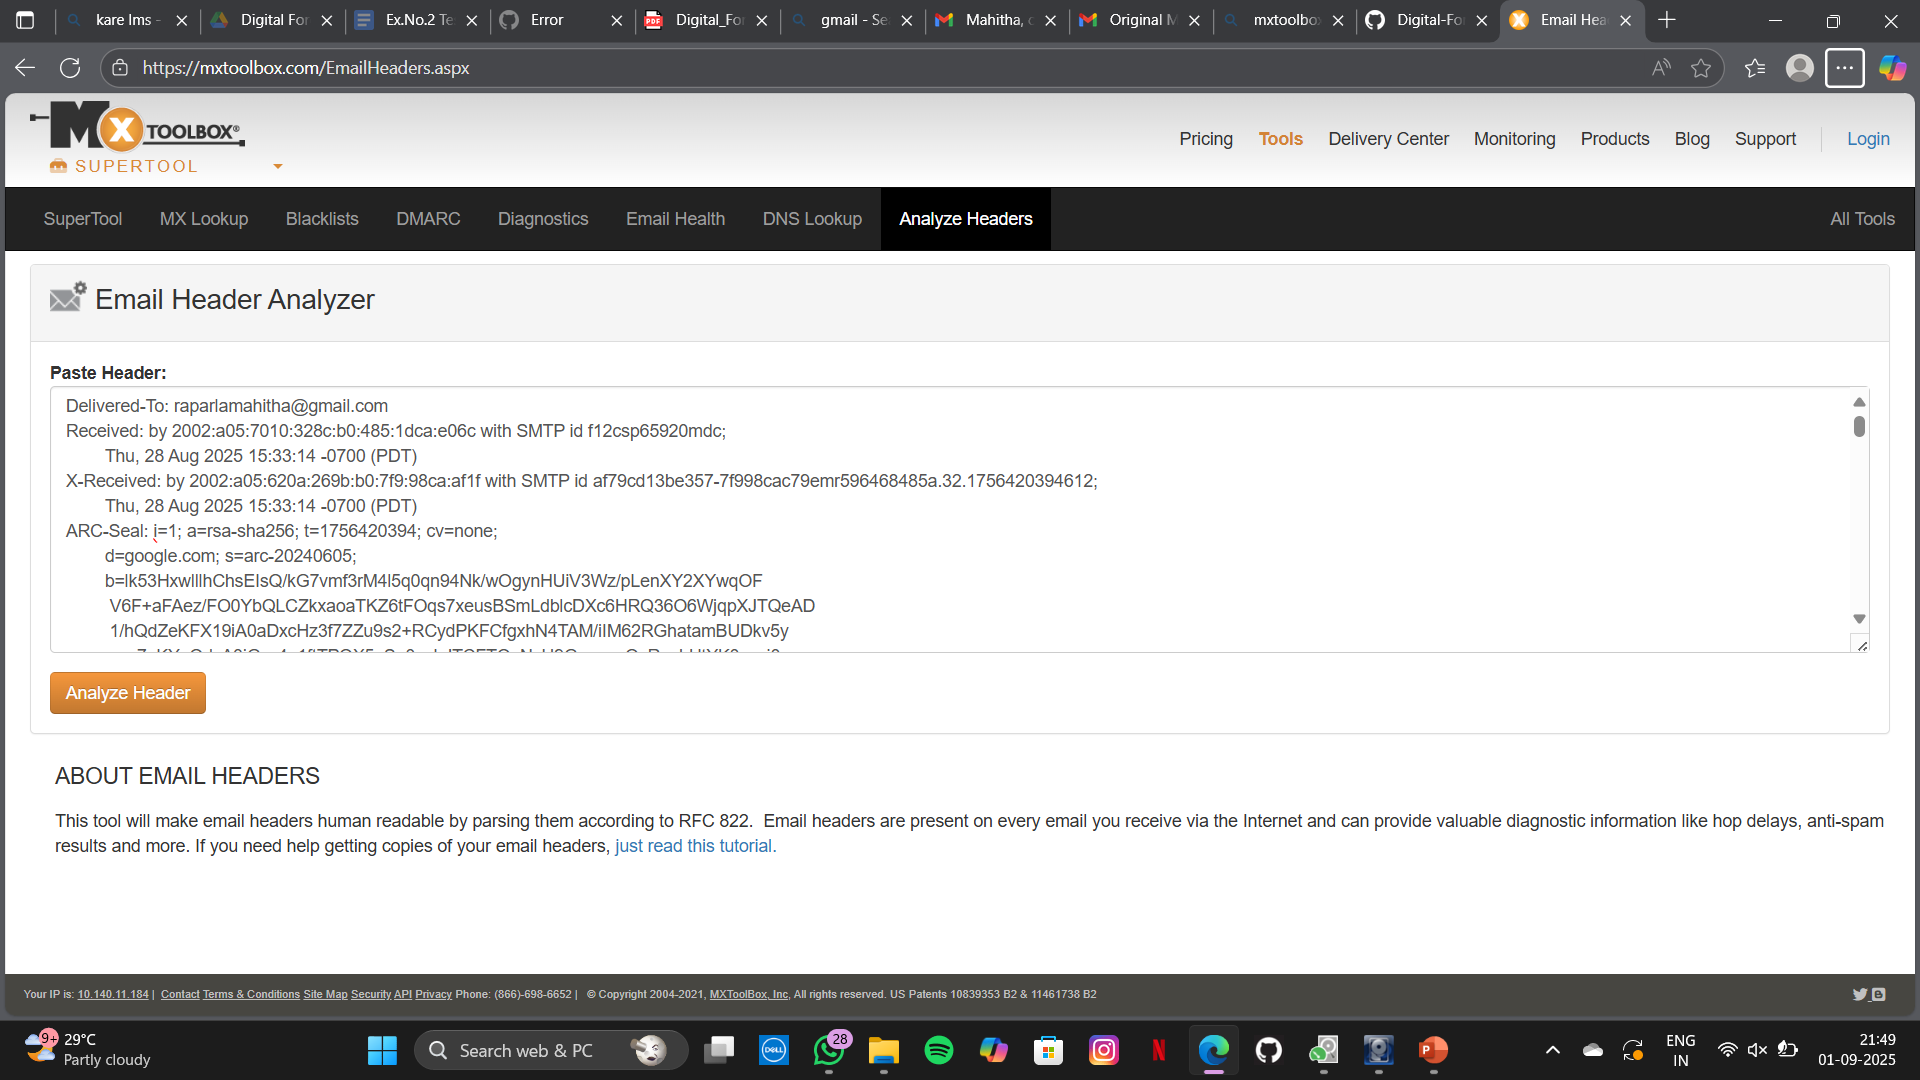 kare lms -
Digital For
Ex.No.2 Te
Error
Digital_For
gmail - Se
Mahitha, c
Original M
mxtoolbo
Digital-Fo
Email Hea
https://mxtoolbox.com/EmailHeaders.aspx
MX TOOLBOX®
SUPERTOOL
Pricing Tools Delivery Center Monitoring Products Blog Support Login
SuperTool MX Lookup Blacklists DMARC Diagnostics Email Health DNS Lookup Analyze Headers All Tools
Email Header Analyzer
Paste Header:
Delivered-To: raparlamahitha@gmail.com
Received: by 2002:a05:7010:328c:b0:485:1dca:e06c with SMTP id f12csp65920mdc;
Thu, 28 Aug 2025 15:33:14 -0700 (PDT)
X-Received: by 2002:a05:620a:269b:b0:7f9:98ca:af1f with SMTP id af79cd13be357-7f998cac79emr596468485a.32.1756420394612;
Thu, 28 Aug 2025 15:33:14 -0700 (PDT)
ARC-Seal: i=1; a=rsa-sha256; t=1756420394; cv=none;
d=google.com; s=arc-20240605;
V6F+aFAez/FO0YbQLCZkxaoaTKZ6tFOqs7xeusBSmLdblcDXc6HRQ36O6WjqpXJTQeAD
1/hQdZeKFX19iA0aDxcHz3f7ZZu9s2+RCydPKFCfgxhN4TAM/iIM62RGhatamBUDkv5y
Analyze Header
ABOUT EMAIL HEADERS
This tool will make email headers human readable by parsing them according to RFC 822. Email headers are present on every email you receive via the Internet and can provide valuable diagnostic information like hop delays, anti-spam
results and more. If you need help getting copies of your email headers, just read this tutorial.
Your IP is: 10.140.11.184 | Contact Terms & Conditions Site Map Security API Privacy Phone: (866)-698-6652 | © Copyright 2004-2021, MXToolBox, Inc, All rights reserved. US Patents 10839353 B2 & 11461738 B2
9+
29°C
Partly cloudy
Search web & PC
DELL
28
ENG
IN
21:49
01-09-2025